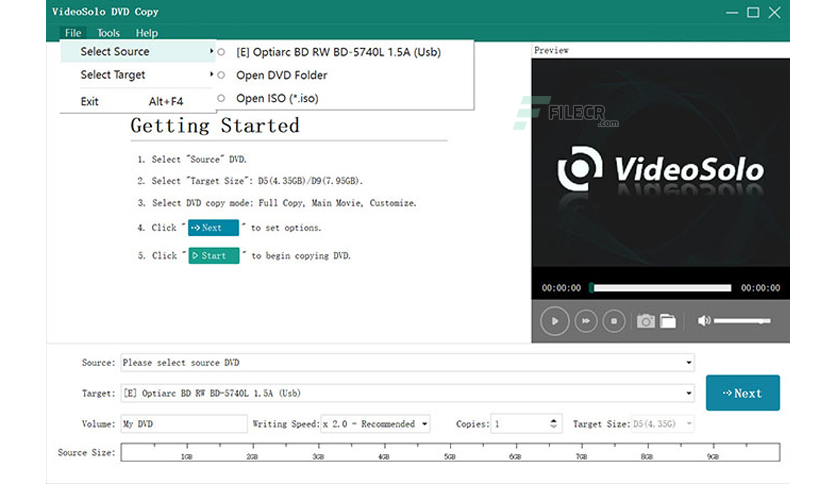 VideoSolo DVD Copy
File Tools Help
Select Source
Select Target
Exit Alt+F4
[E] Optiarc BD RW BD-5740L 1.5A (Usb)
Open DVD Folder
Open ISO (*.iso)
Getting Started
1. Select "Source" DVD.
2. Select "Target Size": D5(4.35GB)/D9(7.95GB).
3. Select DVD copy mode: Full Copy, Main Movie, Customize.
4. Click " Next " to set options.
5. Click " Start " to begin copying DVD.
Preview
FILECR
.com
VideoSolo
00:00:00 00:00:00
Source: Please select source DVD
Target: [E] Optiarc BD RW BD-5740L 1.5A (Usb)
Next
Volume: My DVD Writing Speed: x 2.0 - Recommended Copies: 1 Target Size: D5(4.35G)
Source Size: 1GB 2GB 3GB 4GB 5GB 6GB 7GB 8GB 9GB